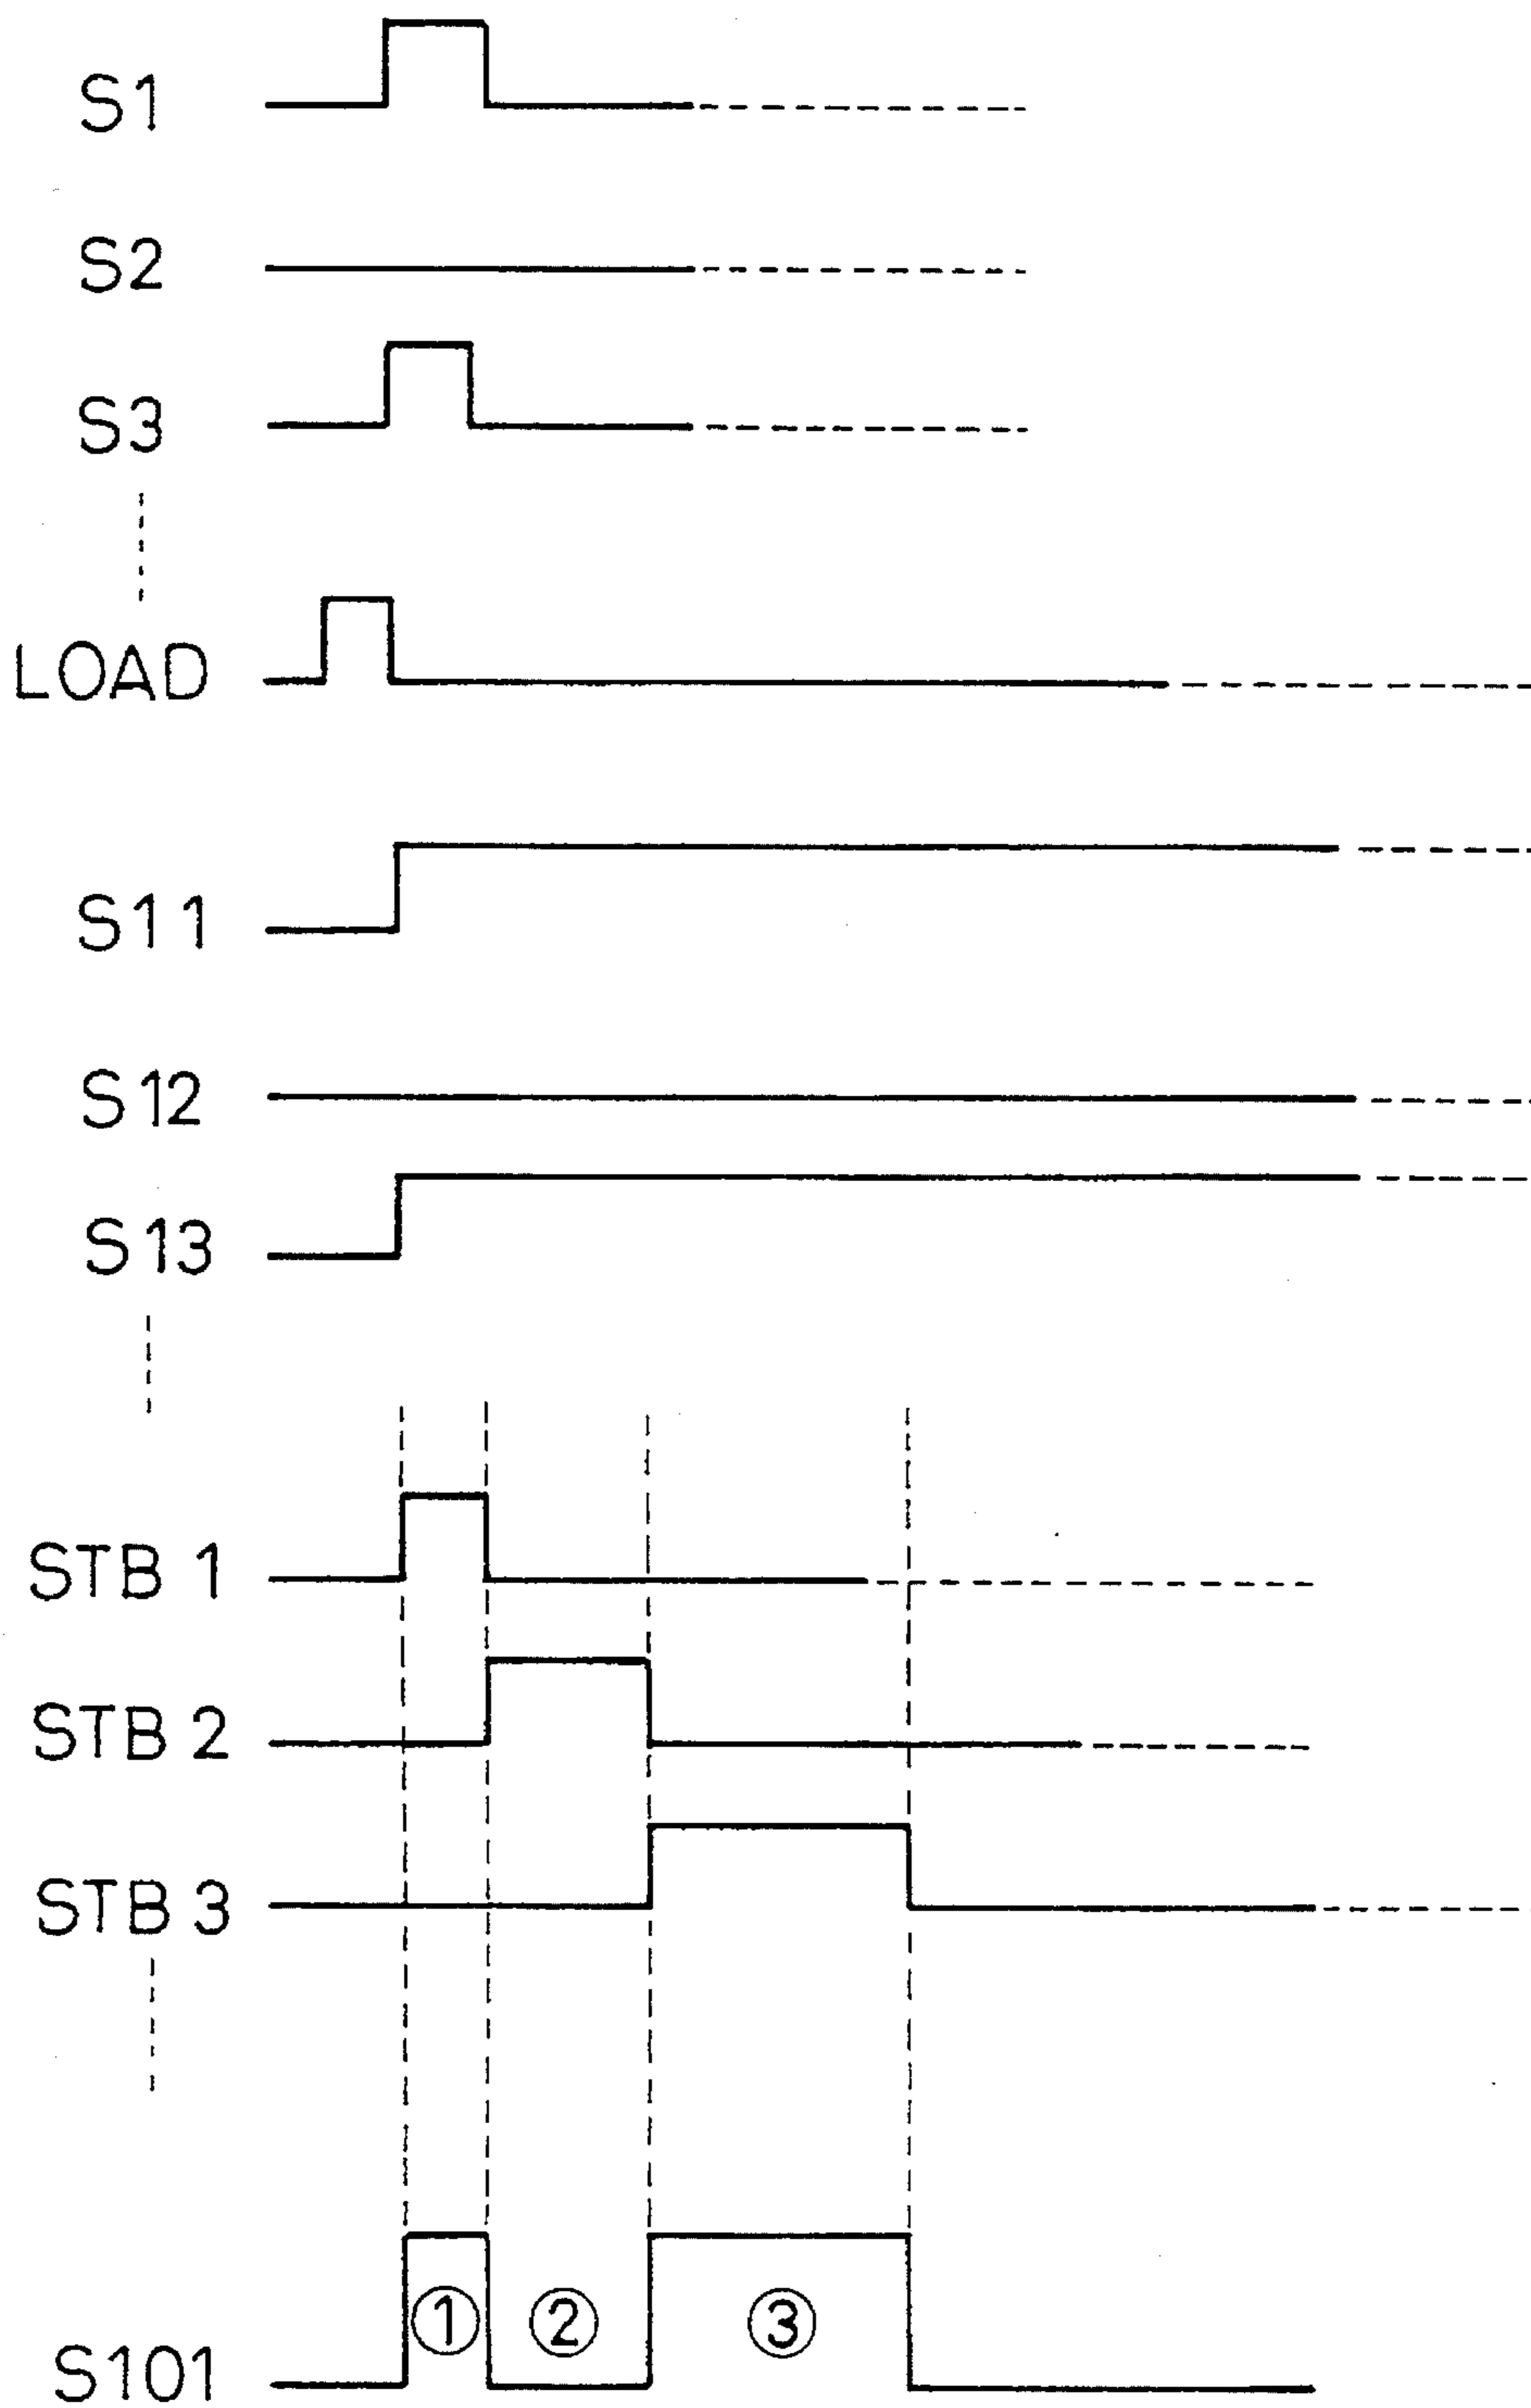 S1
S2
S3
LOAD
S11
S12
S13
STB 1
STB 2
STB 3
① ② ③
S101